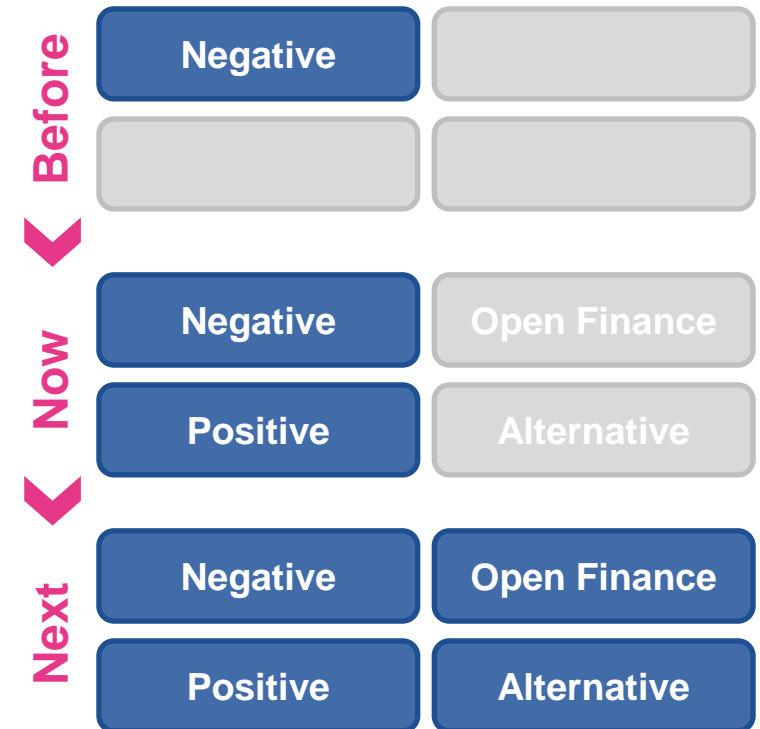 Before
Negative
Now
Negative Open Finance
Positive Alternative
Next
Negative Open Finance
Positive Alternative